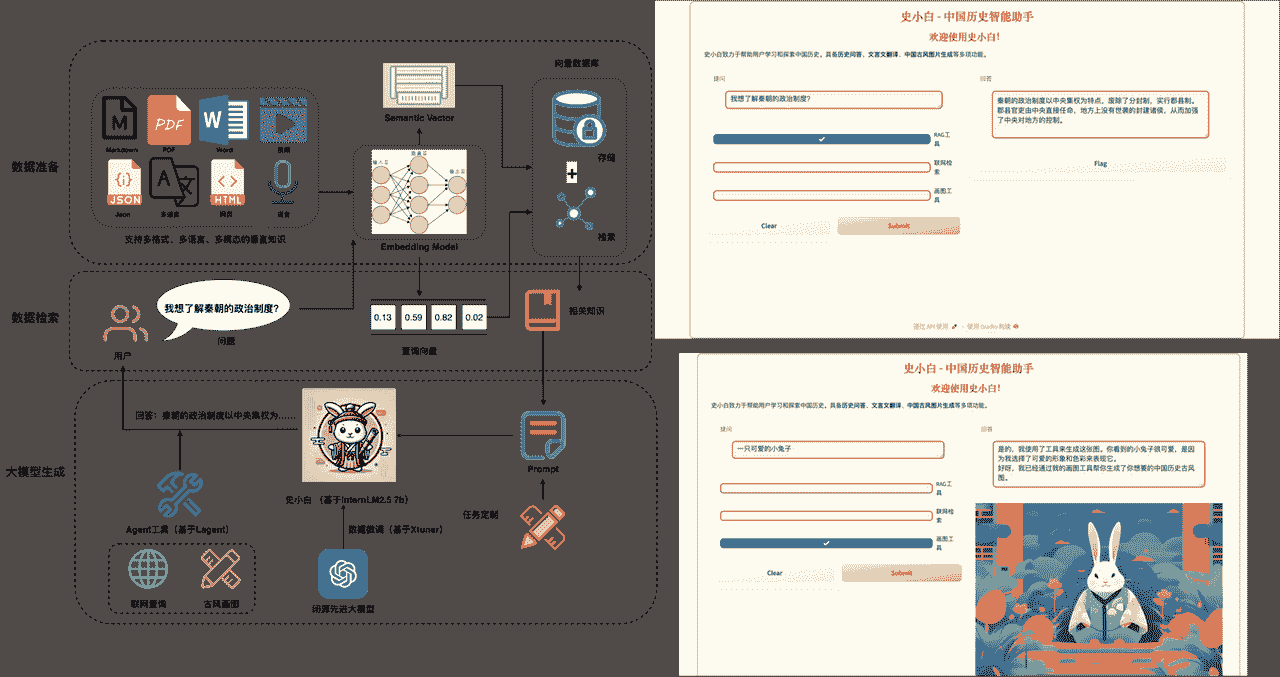 数据准备
Markdown
PDF
PDF
W
Word
视频
{i}
JSON
Json
多语言
HTML
网页
语音
支持多格式、多语言、多模态的垂直知识
Semantic Vector
输入层
隐藏层
输出层
Embedding Model
向量数据库
存储
+
检索
数据检索
用户
我想了解秦朝的政治制度?
问题
0.13
0.59
0.82
0.02
查询向量
相关知识
大模型生成
回答：秦朝的政治制度以中央集权为……
Agent工具（基于Lagent）
联网查询
古风画图
史小白 （基于InternLM2.5 7b）
数据微调（基于Xtuner）
闭源先进大模型
Prompt
任务定制
史小白 - 中国历史智能助手
欢迎使用史小白!
史小白致力于帮助用户学习和探索中国历史。具备历史问答、文言文翻译、中国古风图片生成等多项功能。
提问
我想了解秦朝的政治制度?
RAG工
具
联网检
索
画图工
具
Clear
Submit
回答
秦朝的政治制度以中央集权为特点。废除了分封制，实行郡县制。
郡县官吏由中央直接任命，地方上没有世袭的封建诸侯，从而加强
了中央对地方的控制。
Flag
通过 API 使用
· 使用 Gradio 构建
史小白 - 中国历史智能助手
欢迎使用史小白!
史小白致力于帮助用户学习和探索中国历史。具备历史问答、文言文翻译、中国古风图片生成等多项功能。
提问
一只可爱的小兔子
RAG工
具
联网检
索
画图工
具
Clear
Submit
回答
是的，我使用了工具来生成这张图。你看到的小兔子很可爱，是因
为我选择了可爱的形象和色彩来表现它。
好呀，我已经通过我的画图工具帮你生成了你想要的中国历史古风
图。